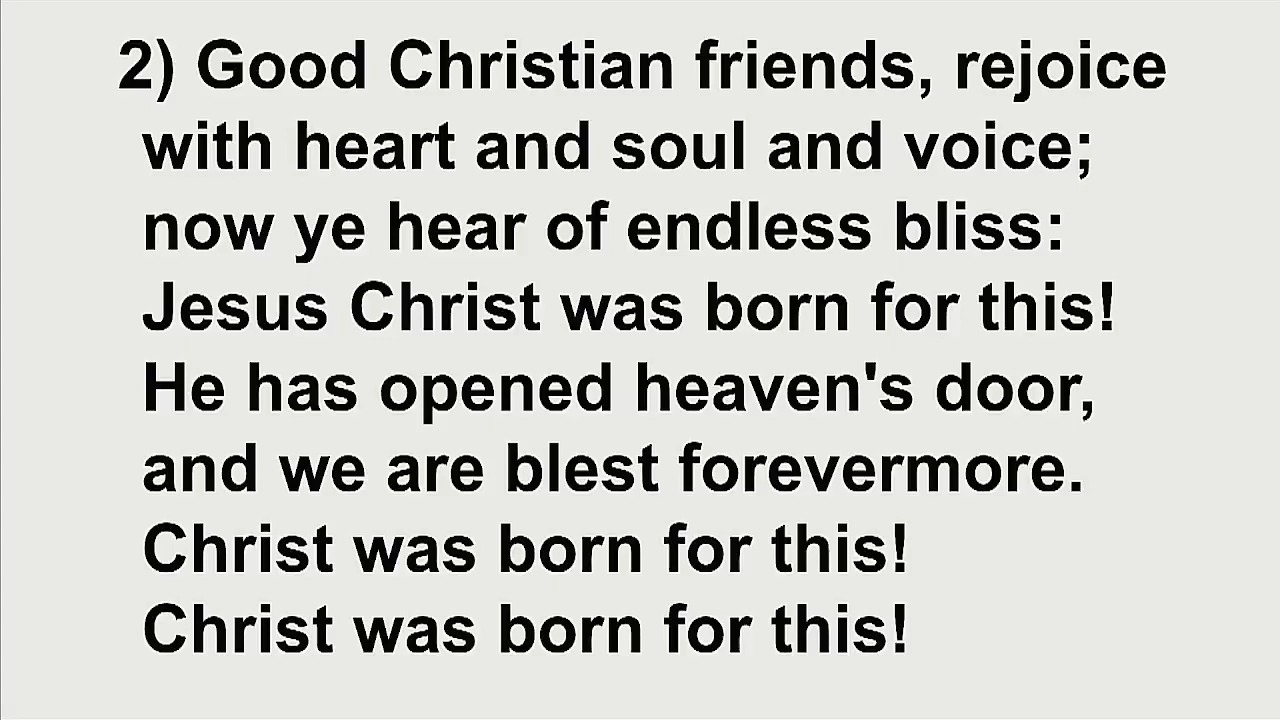 2) Good Christian friends, rejoice
with heart and soul and voice;
now ye hear of endless bliss:
Jesus Christ was born for this!
He has opened heaven's door,
and we are blest forevermore.
Christ was born for this!
Christ was born for this!